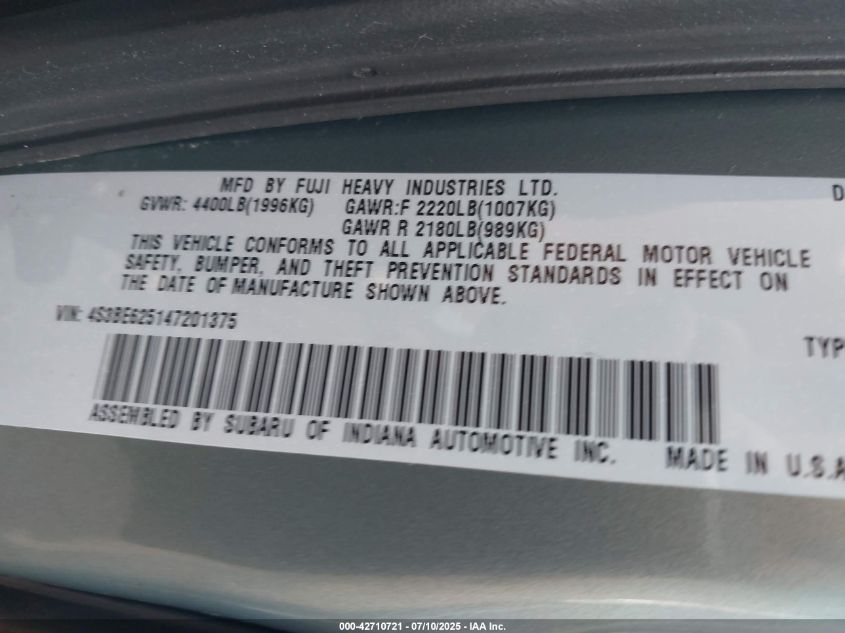 MFD BY FUJI HEAVY INDUSTRIES LTD.
GVWR: 4400LB(1996KG) GAWR:F 2220LB(1007KG)
GAWR R 2180LB(989KG)
THIS VEHICLE CONFORMS TO ALL APPLICABLE FEDERAL MOTOR VEHICLE
SAFETY, BUMPER, AND THEFT PREVENTION STANDARDS IN EFFECT ON
THE DATE OF MANUFACTURE SHOWN ABOVE.
VIN: 4S3BE625147201375
TYP
ASSEMBLED BY SUBARU OF INDIANA AUTOMOTIVE INC. MADE IN U.S.A
000-42710721 - 07/10/2025 - IAA Inc.